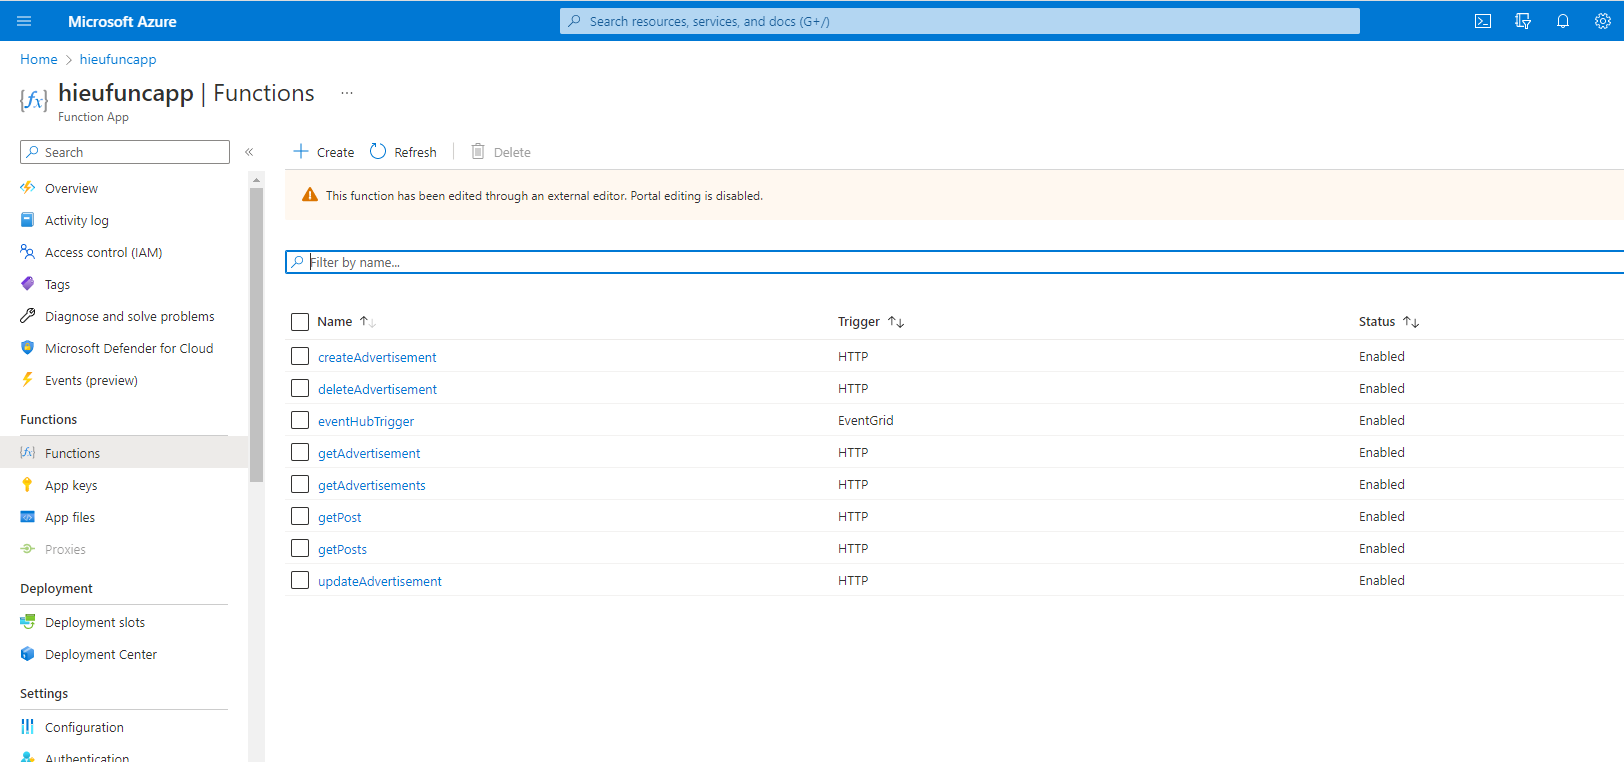 Microsoft Azure
Search resources, services, and docs (G+/)
Home > hieufuncapp
hieufuncapp | Functions ...
Function App
Search «
Overview
Activity log
Access control (IAM)
Tags
Diagnose and solve problems
Microsoft Defender for Cloud
Events (preview)
Functions
Functions
App keys
App files
Proxies
Deployment
Deployment slots
Deployment Center
Settings
Configuration
Authentication
+ Create Refresh Delete
This function has been edited through an external editor. Portal editing is disabled.
Filter by name...
Name ↑↓ Trigger ↑↓ Status ↑↓
createAdvertisement HTTP Enabled
deleteAdvertisement HTTP Enabled
eventHubTrigger EventGrid Enabled
getAdvertisement HTTP Enabled
getAdvertisements HTTP Enabled
getPost HTTP Enabled
getPosts HTTP Enabled
updateAdvertisement HTTP Enabled